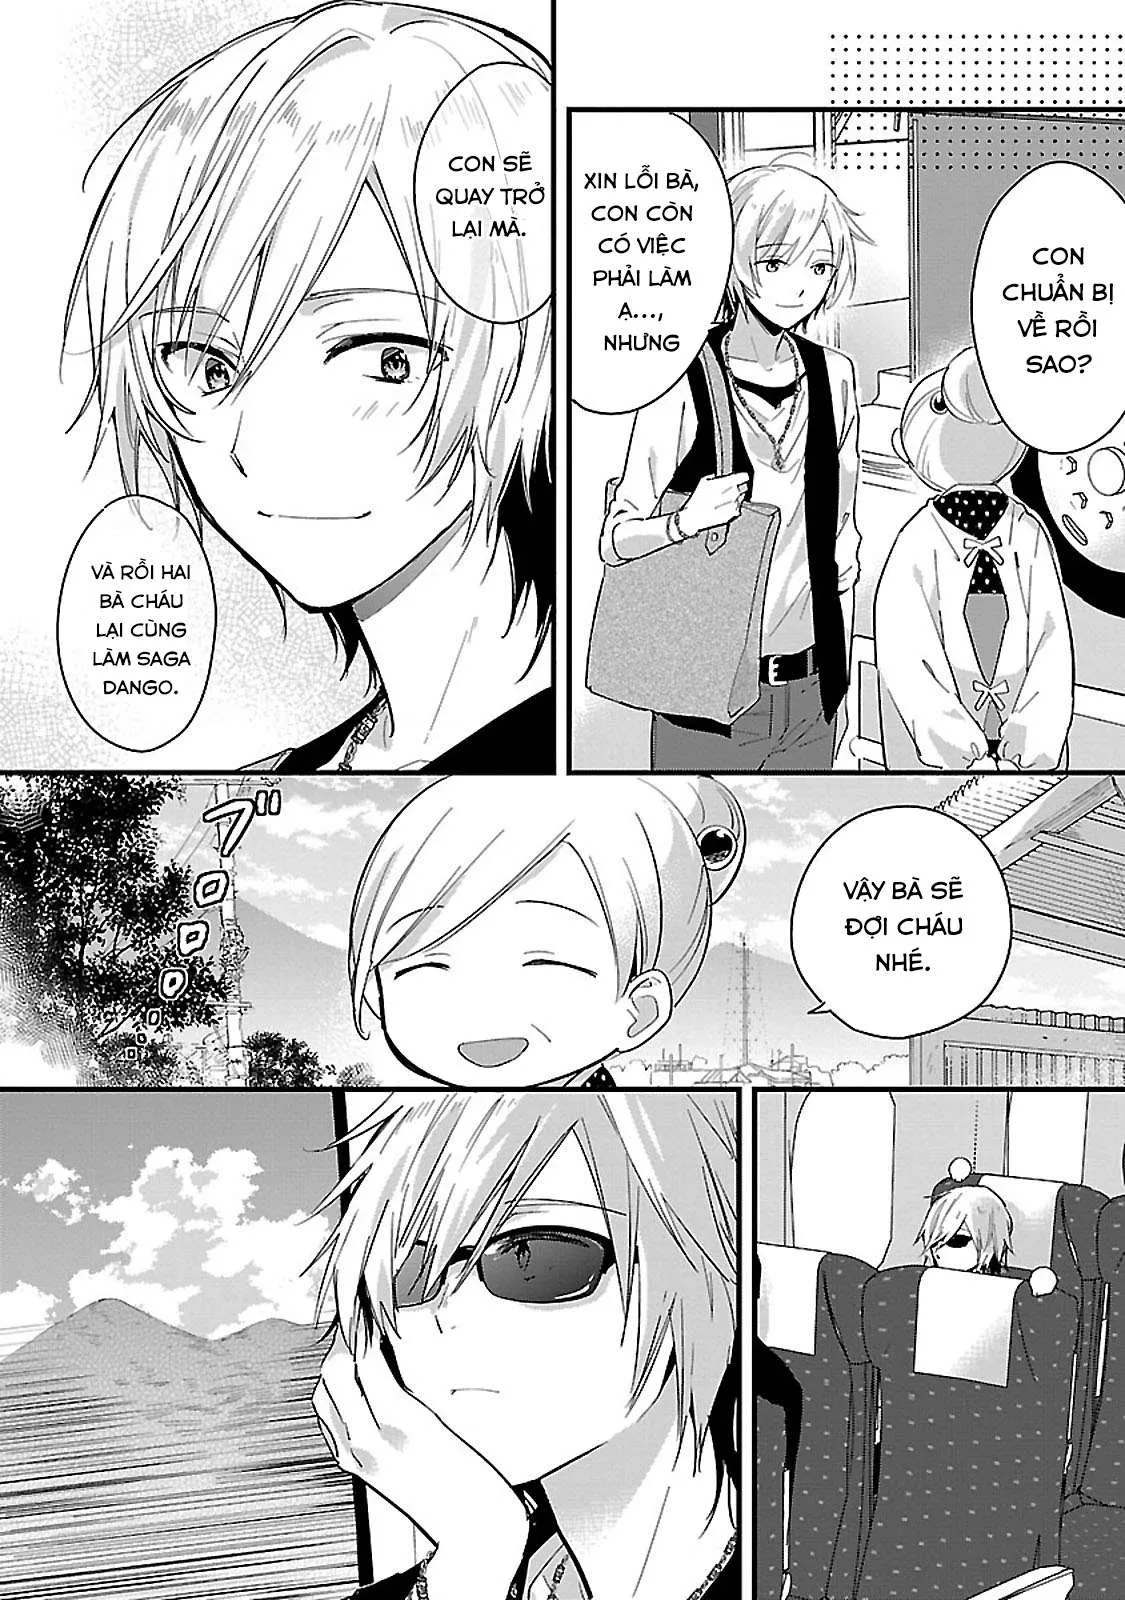 CON
CHUẨN BỊ
VỀ RỒI
SAO?
XIN LỖI BÀ,
CON CÒN
CÓ VIỆC
PHẢI LÀM
Ạ...,
NHƯNG
CON SẼ
QUAY TRỞ
LẠI MÀ.
VÀ RỒI HAI
BÀ CHÁU
LẠI CÙNG
LÀM SAGA
DANGO.
VẬY BÀ SẼ
ĐỢI CHÁU
NHÉ.
ブロロロロ...